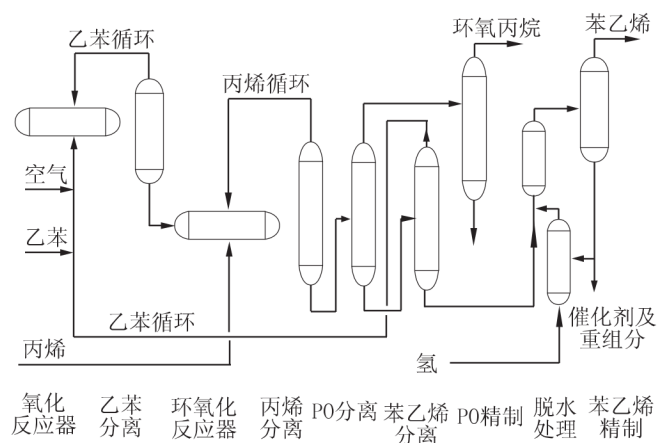 乙苯循环
环氧丙烷
苯乙烯
丙烯循环
空气
乙苯
乙苯循环
丙烯
氢
催化剂及
重组分
氧化
反应器
乙苯
分离
环氧化
反应器
丙烯
分离
PO分离
苯乙烯
分离
PO精制
脱水
处理
苯乙烯
精制